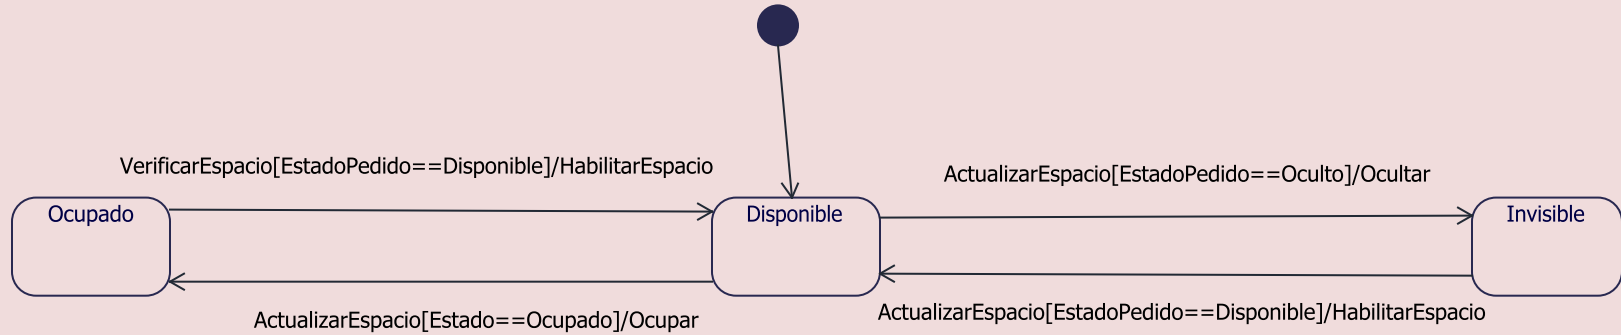 VerificarEspacio[EstadoPedido==Disponible]/HabilitarEspacio
ActualizarEspacio[EstadoPedido==Oculto]/Ocultar
Ocupado
Disponible
Invisible
ActualizarEspacio[Estado==Ocupado]/Ocupar
ActualizarEspacio[EstadoPedido==Disponible]/HabilitarEspacio